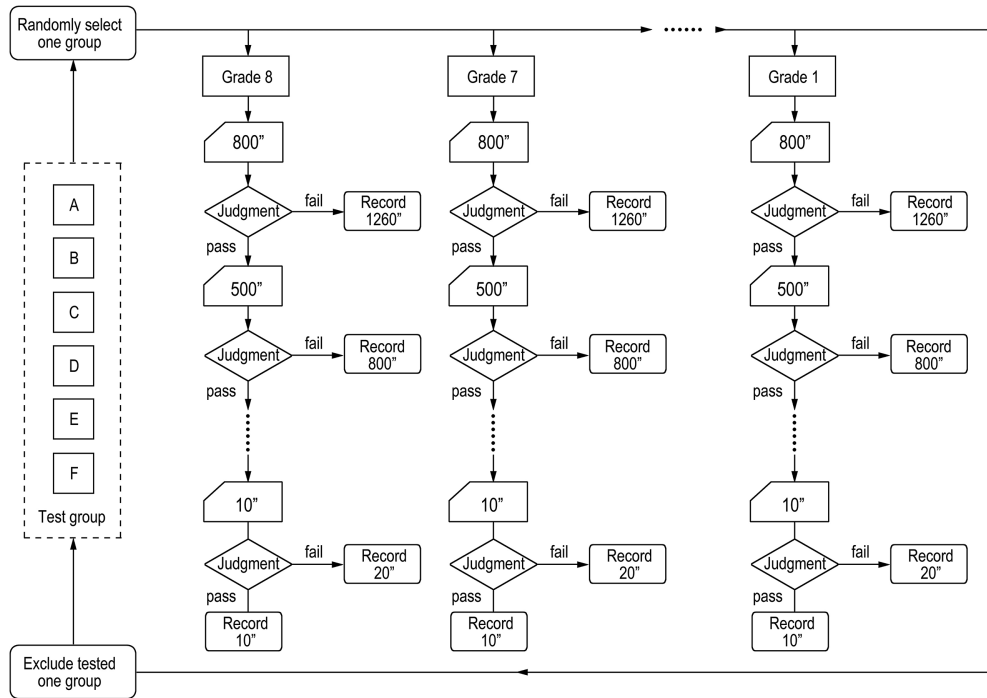 Randomly select
one group
A
B
C
D
E
F
Test group
Exclude tested
one group
Grade 8
800”
Judgment
fail
Record
1260”
pass
500”
Judgment
fail
Record
800”
pass
10”
Judgment
fail
Record
20”
pass
Record
10”
Grade 7
800”
Judgment
fail
Record
1260”
pass
500”
Judgment
fail
Record
800”
pass
10”
Judgment
fail
Record
20”
pass
Record
10”
Grade 1
800”
Judgment
fail
Record
1260”
pass
500”
Judgment
fail
Record
800”
pass
10”
Judgment
fail
Record
20”
pass
Record
10”